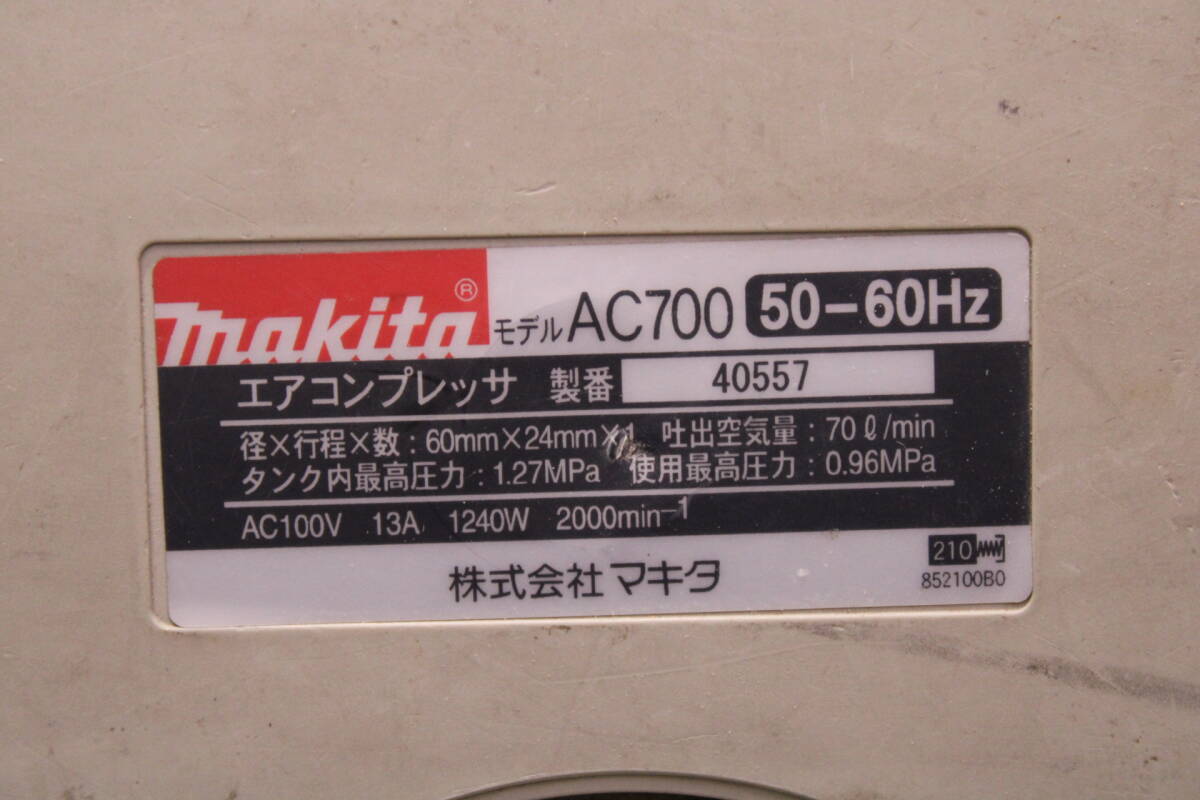 makita® モデル AC700 50-60Hz
エアコンプレッサ 製番 40557
径×行程×数：60mm×24mm×1 吐出空気量：70ℓ/min
タンク内最高圧力：1.27MPa 使用最高圧力：0.96MPa
AC100V 13A 1240W 2000min-1
210
株式会社 マキタ 852100B0